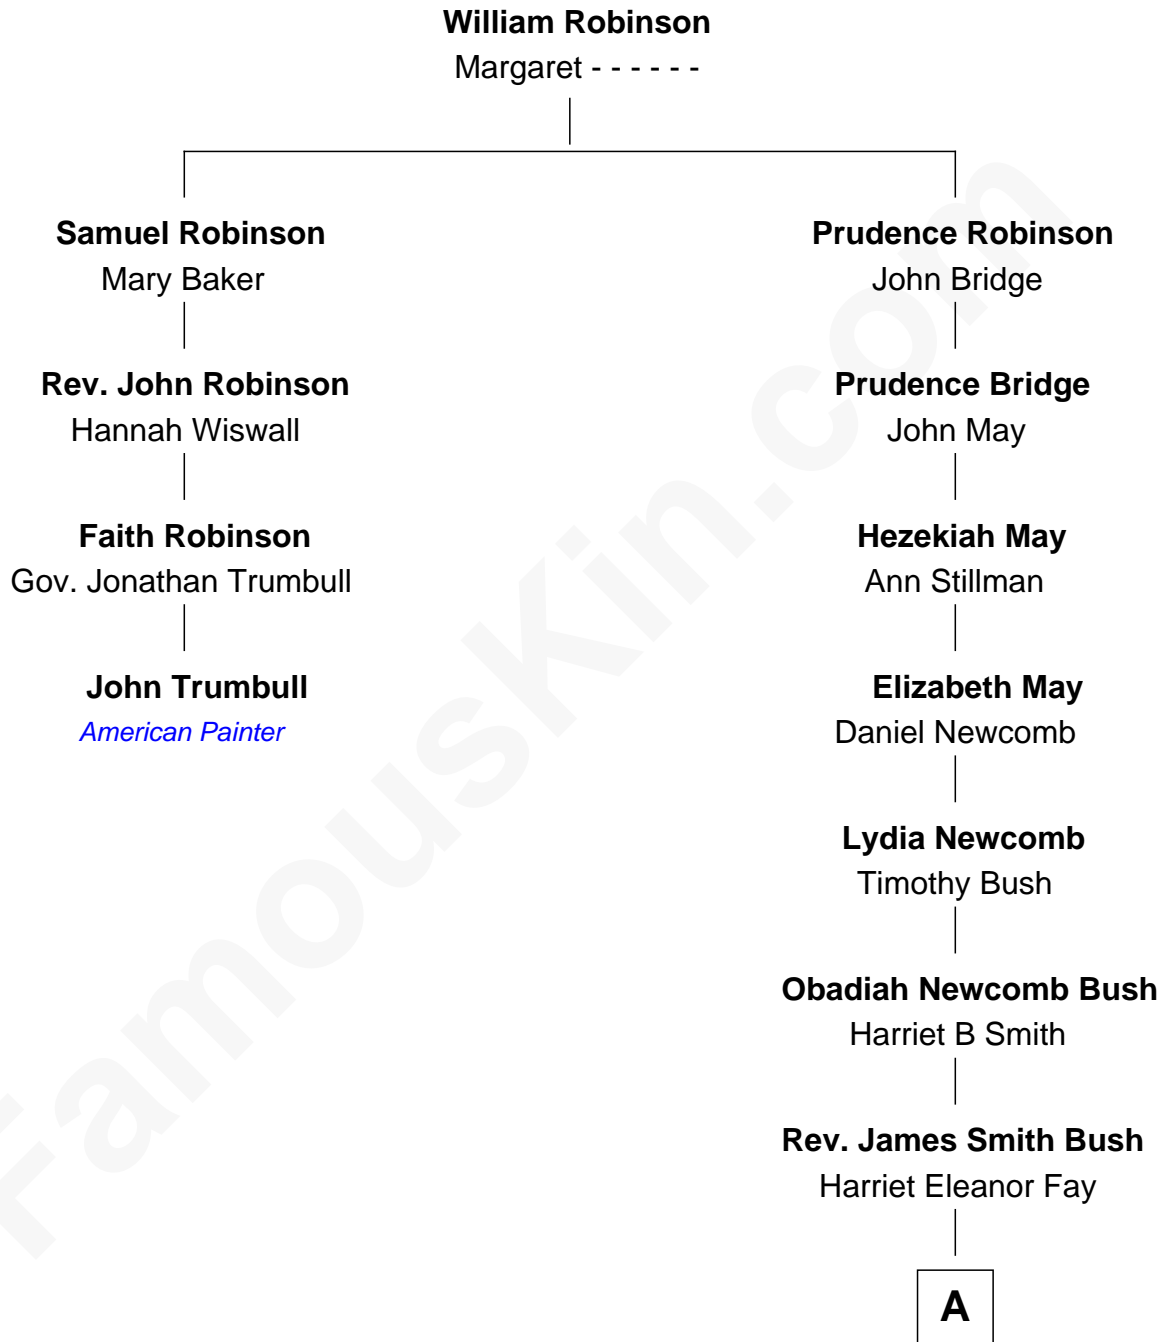 William Robinson
Margaret - - - - - -
Samuel Robinson
Mary Baker
Prudence Robinson
John Bridge
Rev. John Robinson
Hannah Wiswall
Prudence Bridge
John May
Faith Robinson
Gov. Jonathan Trumbull
Hezekiah May
Ann Stillman
John Trumbull
American Painter
Elizabeth May
Daniel Newcomb
Lydia Newcomb
Timothy Bush
Obadiah Newcomb Bush
Harriet B Smith
Rev. James Smith Bush
Harriet Eleanor Fay
A
FamousKin.com